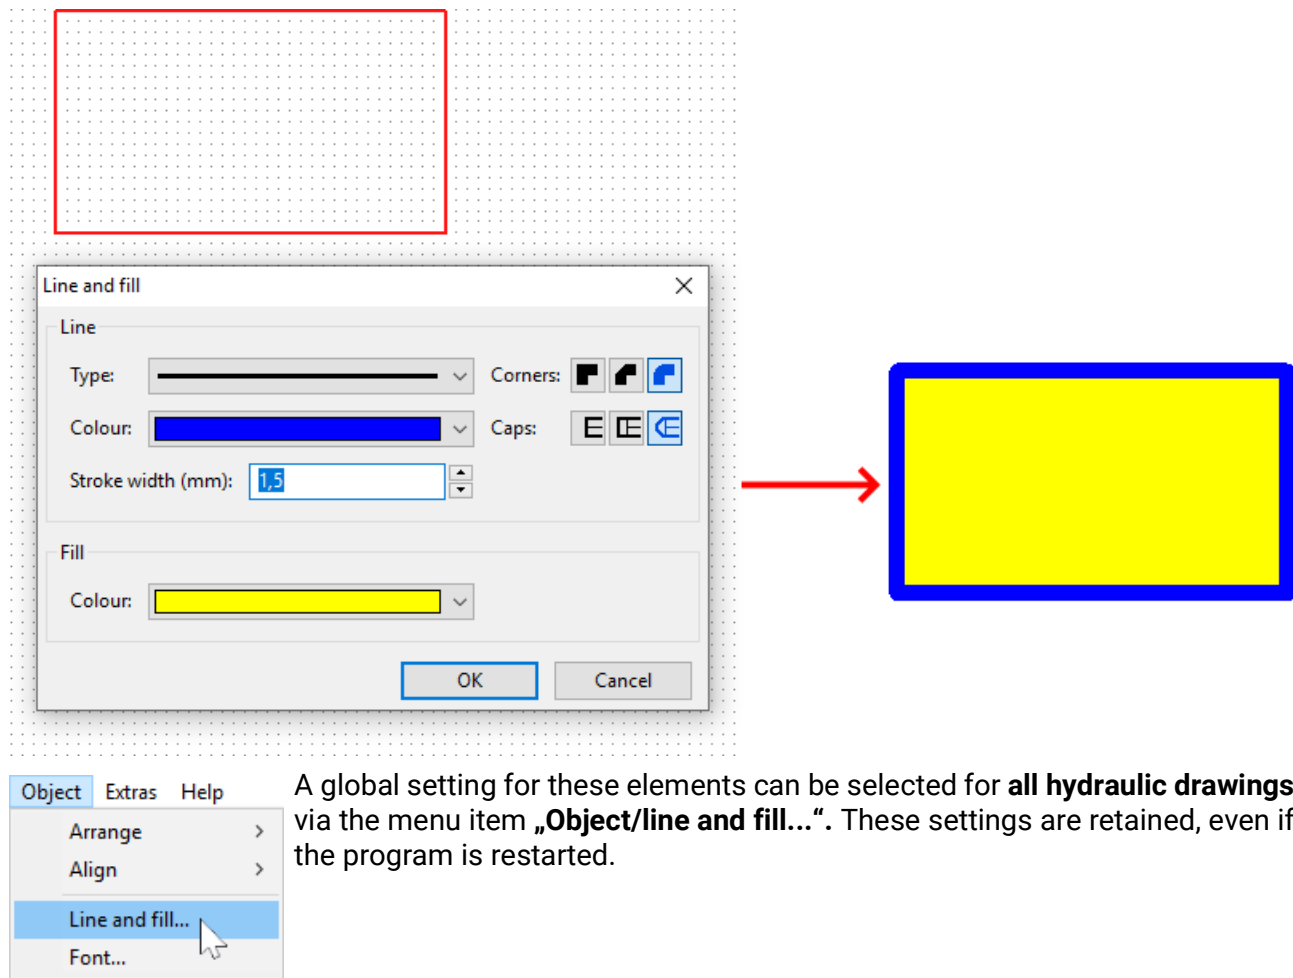 Line and fill
Line
Type:
Corners:
Colour:
Caps:
Stroke width (mm):
1,5
Fill
Colour:
OK
Cancel
Object Extras Help
Arrange
Align
Line and fill...
Font...
A global setting for these elements can be selected for all hydraulic drawings
via the menu item „Object/line and fill...“. These settings are retained, even if
the program is restarted.